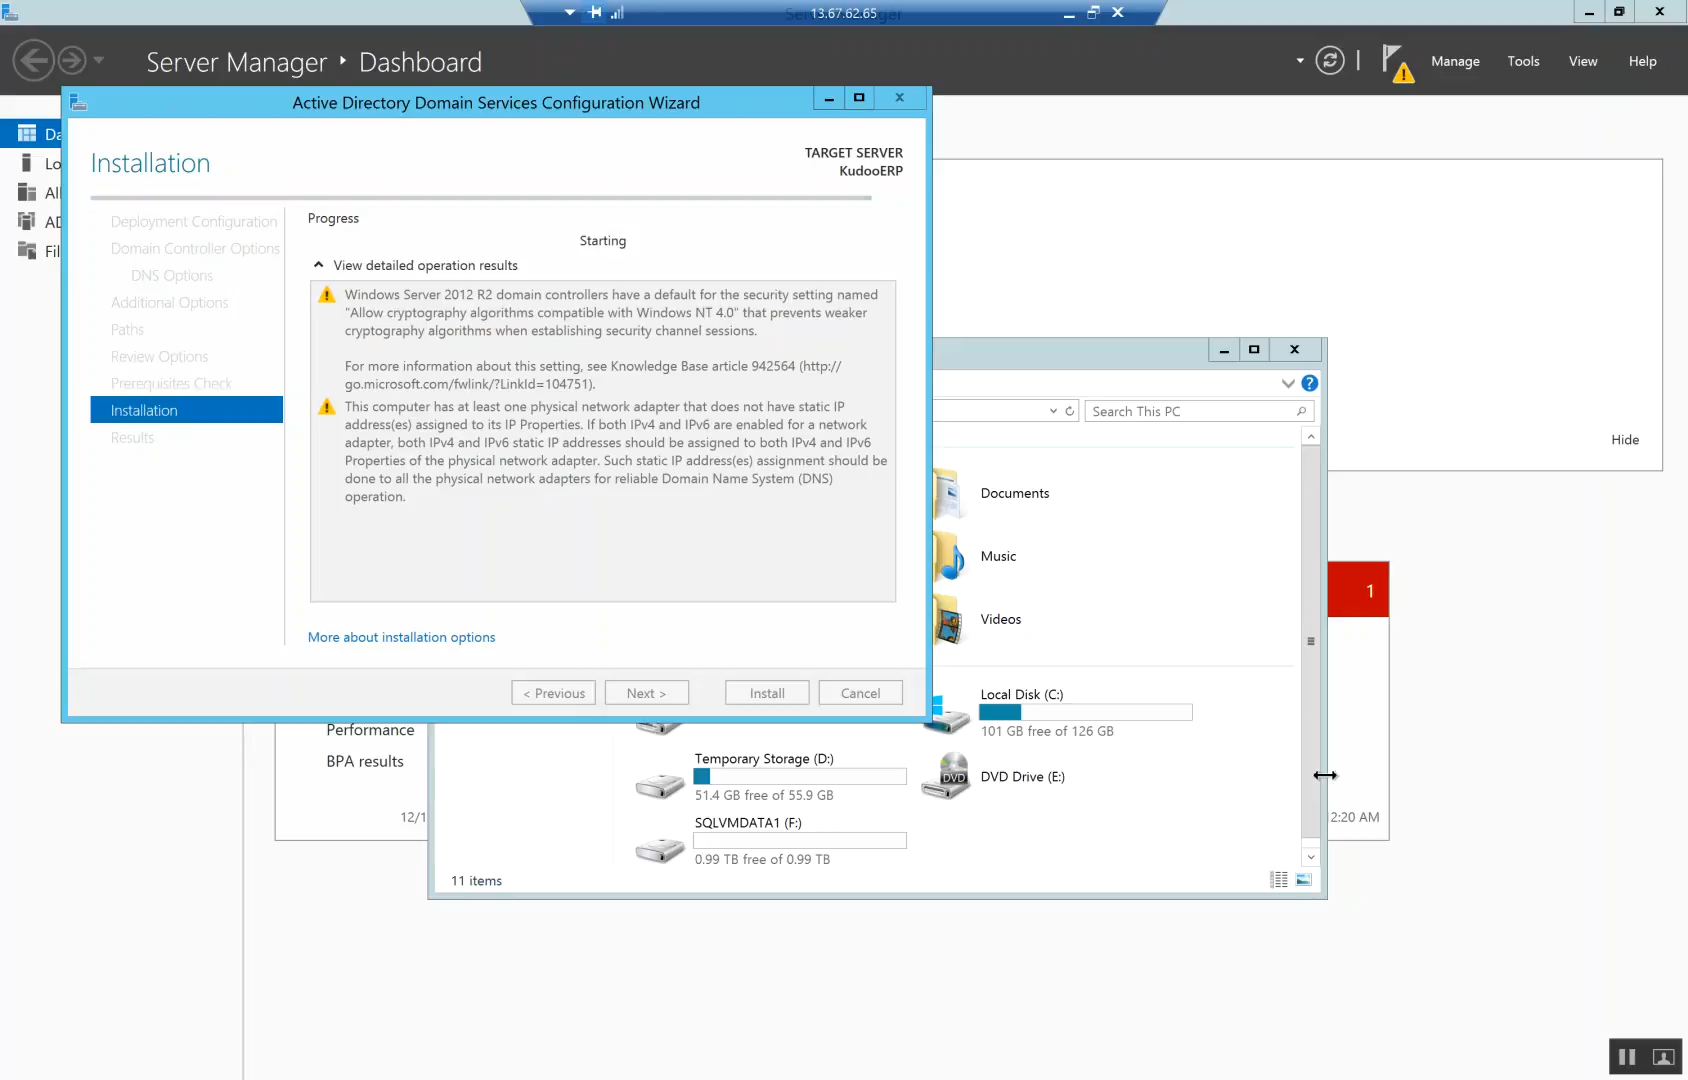 13.67.62.65
Server Manager
Dashboard
Manage
Tools
View
Help
Active Directory Domain Services Configuration Wizard
Da
Lo
All
AD
Fil
Installation
TARGET SERVER
KudooERP
Deployment Configuration
Domain Controller Options
DNS Options
Additional Options
Paths
Review Options
Prerequisites Check
Installation
Results
Progress
Starting
View detailed operation results
Windows Server 2012 R2 domain controllers have a default for the security setting named
"Allow cryptography algorithms compatible with Windows NT 4.0" that prevents weaker
cryptography algorithms when establishing security channel sessions.
For more information about this setting, see Knowledge Base article 942564 (http://
go.microsoft.com/fwlink/?LinkId=104751).
This computer has at least one physical network adapter that does not have static IP
address(es) assigned to its IP Properties. If both IPv4 and IPv6 are enabled for a network
adapter, both IPv4 and IPv6 static IP addresses should be assigned to both IPv4 and IPv6
Properties of the physical network adapter. Such static IP address(es) assignment should be
done to all the physical network adapters for reliable Domain Name System (DNS)
operation.
More about installation options
< Previous
Next >
Install
Cancel
Search This PC
Hide
Documents
Music
Videos
1
Local Disk (C:)
101 GB free of 126 GB
Temporary Storage (D:)
51.4 GB free of 55.9 GB
DVD
DVD Drive (E:)
SQLVMDATA1 (F:)
0.99 TB free of 0.99 TB
11 items
Performance
BPA results
12/1
2:20 AM